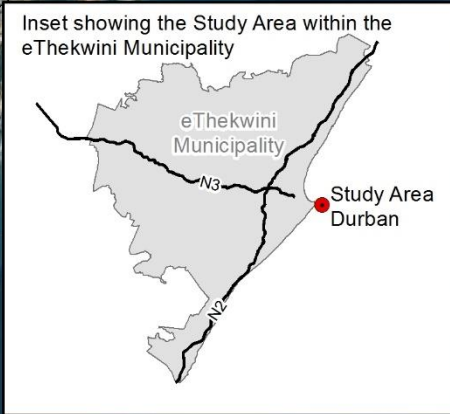 Inset showing the Study Area within the
eThekwini Municipality
eThekwini
Municipality
N3
Study Area
Durban
N2